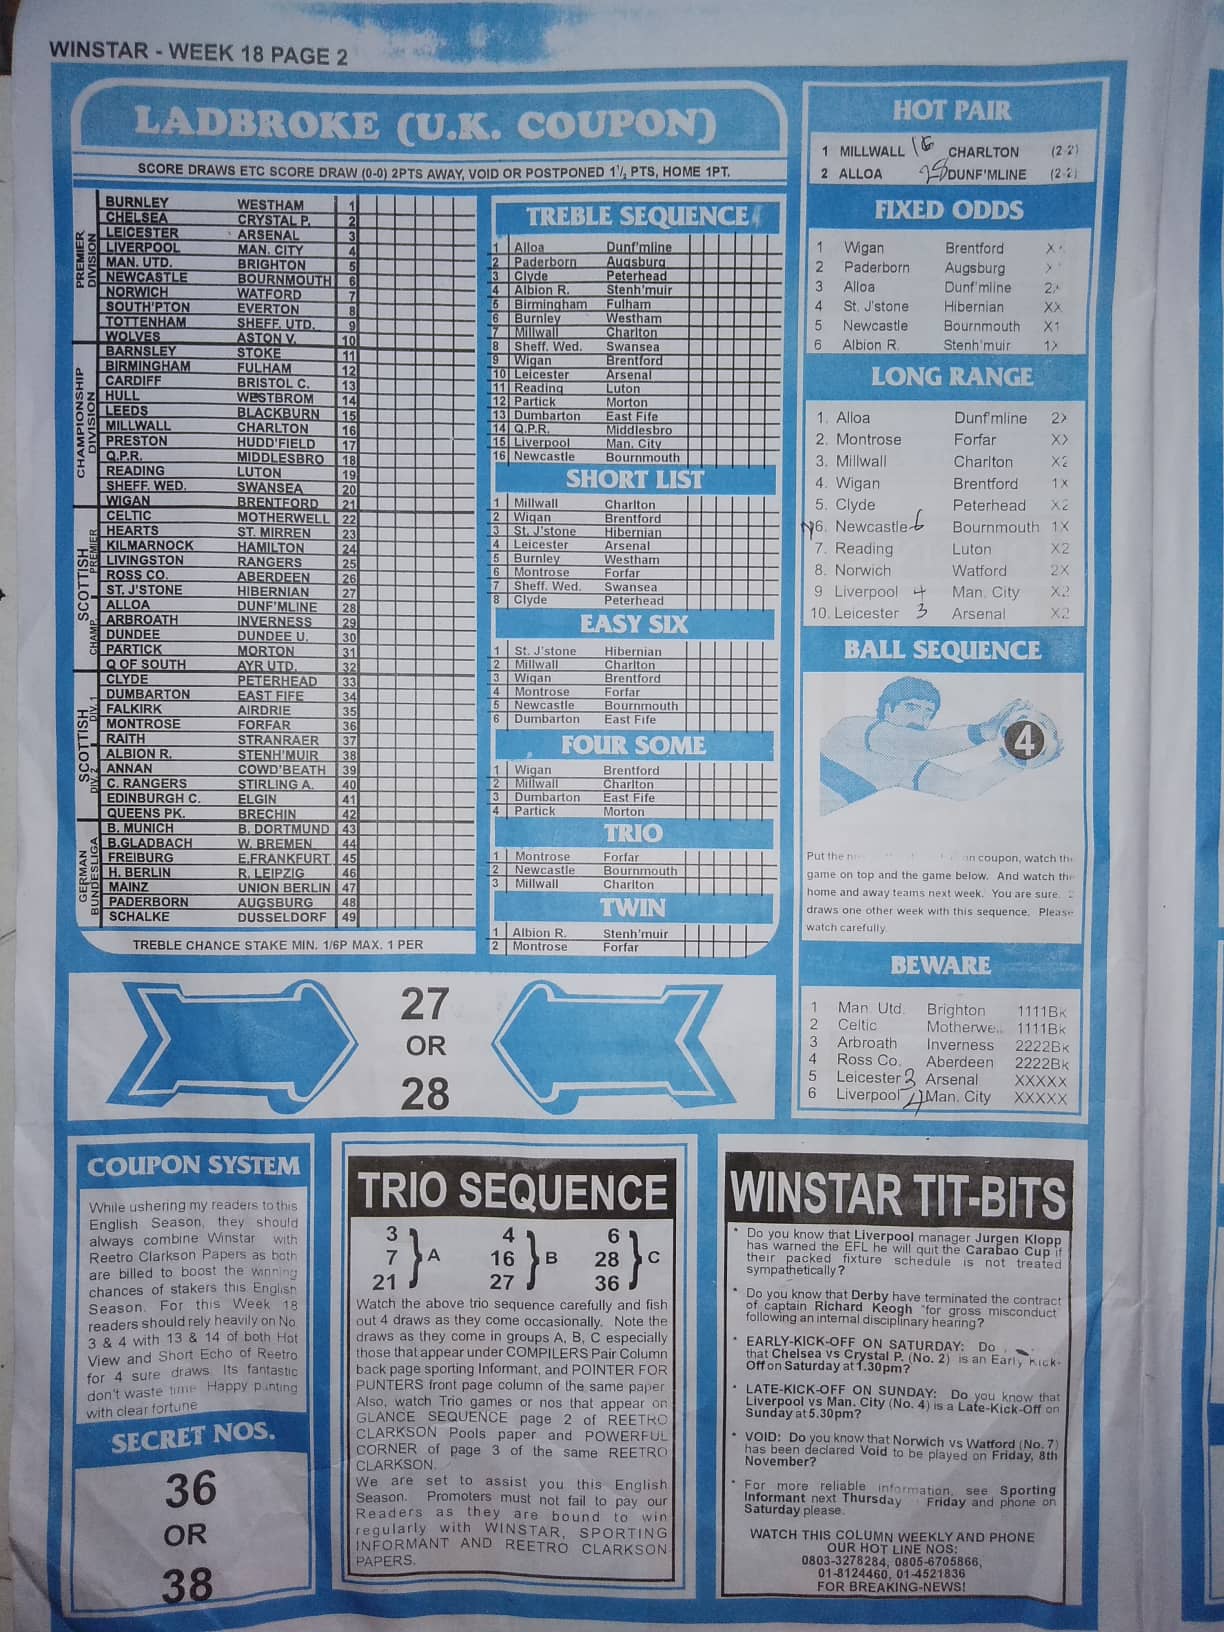 WINSTAR - WEEK 18 PAGE 2
LADBROKE (U.K. COUPON)
SCORE DRAWS ETC SCORE DRAW (0-0) 2PTS AWAY, VOID OR POSTPONED 1½ PTS, HOME 1PT.
PREMIER DIVISION
BURNLEY WESTHAM 1
CHELSEA CRYSTAL P. 2
LEICESTER ARSENAL 3
LIVERPOOL MAN. CITY 4
MAN. UTD. BRIGHTON 5
NEWCASTLE BOURNMOUTH 6
NORWICH WATFORD 7
SOUTH'PTON EVERTON 8
TOTTENHAM SHEFF. UTD. 9
WOLVES ASTON V. 10
CHAMPIONSHIP DIVISION
BARNSLEY STOKE 11
BIRMINGHAM FULHAM 12
CARDIFF BRISTOL C. 13
HULL WESTBROM 14
LEEDS BLACKBURN 15
MILLWALL CHARLTON 16
PRESTON HUDD'FIELD 17
Q.P.R. MIDDLESBRO 18
READING LUTON 19
SHEFF. WED. SWANSEA 20
WIGAN BRENTFORD 21
SCOTTISH
PREMIER
CELTIC MOTHERWELL 22
HEARTS ST. MIRREN 23
KILMARNOCK HAMILTON 24
LIVINGSTON RANGERS 25
ROSS CO. ABERDEEN 26
ST. J'STONE HIBERNIAN 27
CHAMP.
ALLOA DUNF'MLINE 28
ARBROATH INVERNESS 29
DUNDEE DUNDEE U. 30
PARTICK MORTON 31
Q OF SOUTH AYR UTD. 32
SCOTTISH
DIV. 1
CLYDE PETERHEAD 33
DUMBARTON EAST FIFE 34
FALKIRK AIRDRIE 35
MONTROSE FORFAR 36
RAITH STRANRAER 37
DIV. 2
ALBION R. STENH'MUIR 38
ANNAN COWD'BEATH 39
C. RANGERS STIRLING A. 40
EDINBURGH C. ELGIN 41
QUEENS PK. BRECHIN 42
GERMAN BUNDESLIGA
B. MUNICH B. DORTMUND 43
B.GLADBACH W. BREMEN 44
FREIBURG E.FRANKFURT 45
H. BERLIN R. LEIPZIG 46
MAINZ UNION BERLIN 47
PADERBORN AUGSBURG 48
SCHALKE DUSSELDORF 49
TREBLE CHANCE STAKE MIN. 1/6P MAX. 1 PER
TREBLE SEQUENCE
1 Alloa Dunf'mline
2 Paderborn Augsburg
3 Clyde Peterhead
4 Albion R. Stenh'muir
5 Birmingham Fulham
6 Burnley Westham
7 Millwall Charlton
8 Sheff. Wed. Swansea
9 Wigan Brentford
10 Leicester Arsenal
11 Reading Luton
12 Partick Morton
13 Dumbarton East Fife
14 Q.P.R. Middlesbro
15 Liverpool Man. City
16 Newcastle Bournmouth
SHORT LIST
1 Millwall Charlton
2 Wigan Brentford
3 St. J'stone Hibernian
4 Leicester Arsenal
5 Burnley Westham
6 Montrose Forfar
7 Sheff. Wed. Swansea
8 Clyde Peterhead
EASY SIX
1 St. J'stone Hibernian
2 Millwall Charlton
3 Wigan Brentford
4 Montrose Forfar
5 Newcastle Bournmouth
6 Dumbarton East Fife
FOUR SOME
1 Wigan Brentford
2 Millwall Charlton
3 Dumbarton East Fife
4 Partick Morton
TRIO
1 Montrose Forfar
2 Newcastle Bournmouth
3 Millwall Charlton
TWIN
1 Albion R. Stenh'muir
2 Montrose Forfar
HOT PAIR
1 MILLWALL 16 CHARLTON (2-2)
2 ALLOA 28 DUNF'MLINE (2-2)
FIXED ODDS
1 Wigan Brentford X
2 Paderborn Augsburg
3 Alloa Dunf'mline
4 St. J'stone Hibernian XX
5 Newcastle Bournmouth X1
6 Albion R. Stenh'muir 1X
LONG RANGE
1. Alloa Dunf'mline 2X
2. Montrose Forfar XX
3. Millwall Charlton X2
4. Wigan Brentford 1X
5. Clyde Peterhead X2
N6. Newcastle 6 Bournmouth 1X
7. Reading Luton X2
8. Norwich Watford 2X
9 Liverpool 4 Man. City X2
10. Leicester 3 Arsenal X2
BALL SEQUENCE
4
Put the coupon, watch the
game on top and the game below. And watch the
home and away teams next week. You are sure. 2
draws one other week with this sequence. Please
watch carefully.
BEWARE
1 Man. Utd. Brighton 1111Bk
2 Celtic Motherwe.. 1111Bk
3 Arbroath Inverness 2222Bk
4 Ross Co. Aberdeen 2222Bk
5 Leicester 3 Arsenal XXXXX
6 Liverpool 4 Man. City XXXXX
27
OR
28
COUPON SYSTEM
While ushering my readers to this
English Season, they should
always combine Winstar with
Reetro Clarkson Papers as both
are billed to boost the winning
chances of stakers this English
Season. For this Week 18
readers should rely heavily on No.
3 & 4 with 13 & 14 of both Hot
View and Short Echo of Reetro
for 4 sure draws. Its fantastic
don't waste time Happy punting
with clear fortune
SECRET NOS.
36
OR
38
TRIO SEQUENCE
3 4 6
7 A 16 B 28 C
21 27 36
Watch the above trio sequence carefully and fish
out 4 draws as they come occasionally. Note the
draws as they come in groups A, B, C especially
those that appear under COMPILERS Pair Column
back page sporting Informant, and POINTER FOR
PUNTERS front page column of the same paper.
Also, watch Trio games or nos that appear on
GLANCE SEQUENCE page 2 of REETRO
CLARKSON Pools paper and POWERFUL
CORNER of page 3 of the same REETRO
CLARKSON.
We are set to assist you this English
Season. Promoters must not fail to pay our
Readers as they are bound to win
regularly with WINSTAR, SPORTING
INFORMANT AND REETRO CLARKSON
PAPERS.
WINSTAR TIT-BITS
* Do you know that Liverpool manager Jurgen Klopp
has warned the EFL he will quit the Carabao Cup if
their packed fixture schedule is not treated
sympathetically?
* Do you know that Derby have terminated the contract
of captain Richard Keogh "for gross misconduct
following an internal disciplinary hearing?
* EARLY-KICK-OFF ON SATURDAY: Do
that Chelsea vs Crystal P. (No. 2) is an Early Kick-
Off on Saturday at 1.30pm?
* LATE-KICK-OFF ON SUNDAY: Do you know that
Liverpool vs Man. City (No. 4) is a Late-Kick-Off on
Sunday at 5.30pm?
* VOID: Do you know that Norwich vs Watford (No. 7)
has been declared Void to be played on Friday, 8th
November?
* For more reliable information, see Sporting
Informant next Thursday Friday and phone on
Saturday please.
WATCH THIS COLUMN WEEKLY AND PHONE
OUR HOT LINE NOS:
0803-3278284, 0805-6705866,
01-8124460, 01-4521836
FOR BREAKING-NEWS!